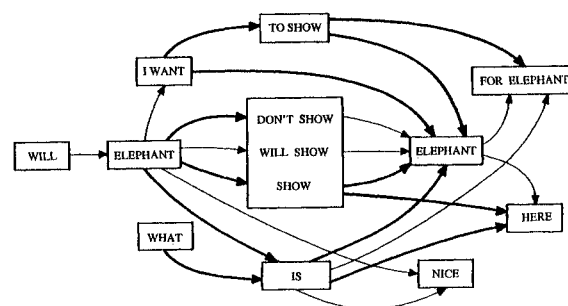 TO SHOW
I WANT
FOR ELEPHANT
DON'T SHOW
WILL ELEPHANT WILL SHOW ELEPHANT
SHOW
HERE
WHAT
IS NICE